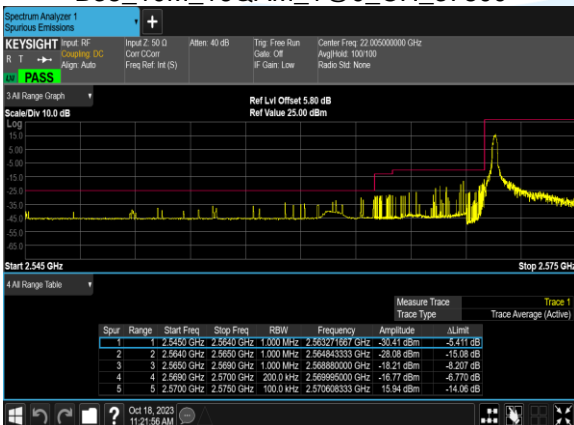 Spectrum Analyzer 1
Spurious Emissions
+
KEYSIGHT Input: RF Input Z: 50 Ω Atten: 40 dB Trig: Free Run Center Freq: 22.005000000 GHz
R T Coupling: DC Corr CCorr Gate: Off Avg|Hold: 100/100
Align: Auto Freq Ref: Int (S) IF Gain: Low Radio Std: None
PASS
3 All Range Graph Ref Lvl Offset 5.80 dB
Scale/Div 10.0 dB Ref Value 25.00 dBm
Log
15.0
5.00
-5.00
-15.0
-25.0
-35.0
-45.0
-55.0
-65.0
Start 2.545 GHz Stop 2.575 GHz
4 All Range Table
Measure Trace Trace 1
Trace Type Trace Average (Active)
Spur Range Start Freq Stop Freq RBW Frequency Amplitude ΔLimit
1 1 2.5450 GHz 2.5640 GHz 1.000 MHz 2.563271667 GHz -30.41 dBm -5.411 dB
2 2 2.5640 GHz 2.5650 GHz 1.000 MHz 2.564843333 GHz -28.08 dBm -15.08 dB
3 3 2.5650 GHz 2.5690 GHz 1.000 MHz 2.568880000 GHz -18.21 dBm -8.207 dB
4 4 2.5690 GHz 2.5700 GHz 200.0 kHz 2.569995000 GHz -16.77 dBm -6.770 dB
5 5 2.5700 GHz 2.5750 GHz 100.0 kHz 2.570608333 GHz 15.94 dBm -14.06 dB
? Oct 18, 2023
11:21:56 AM